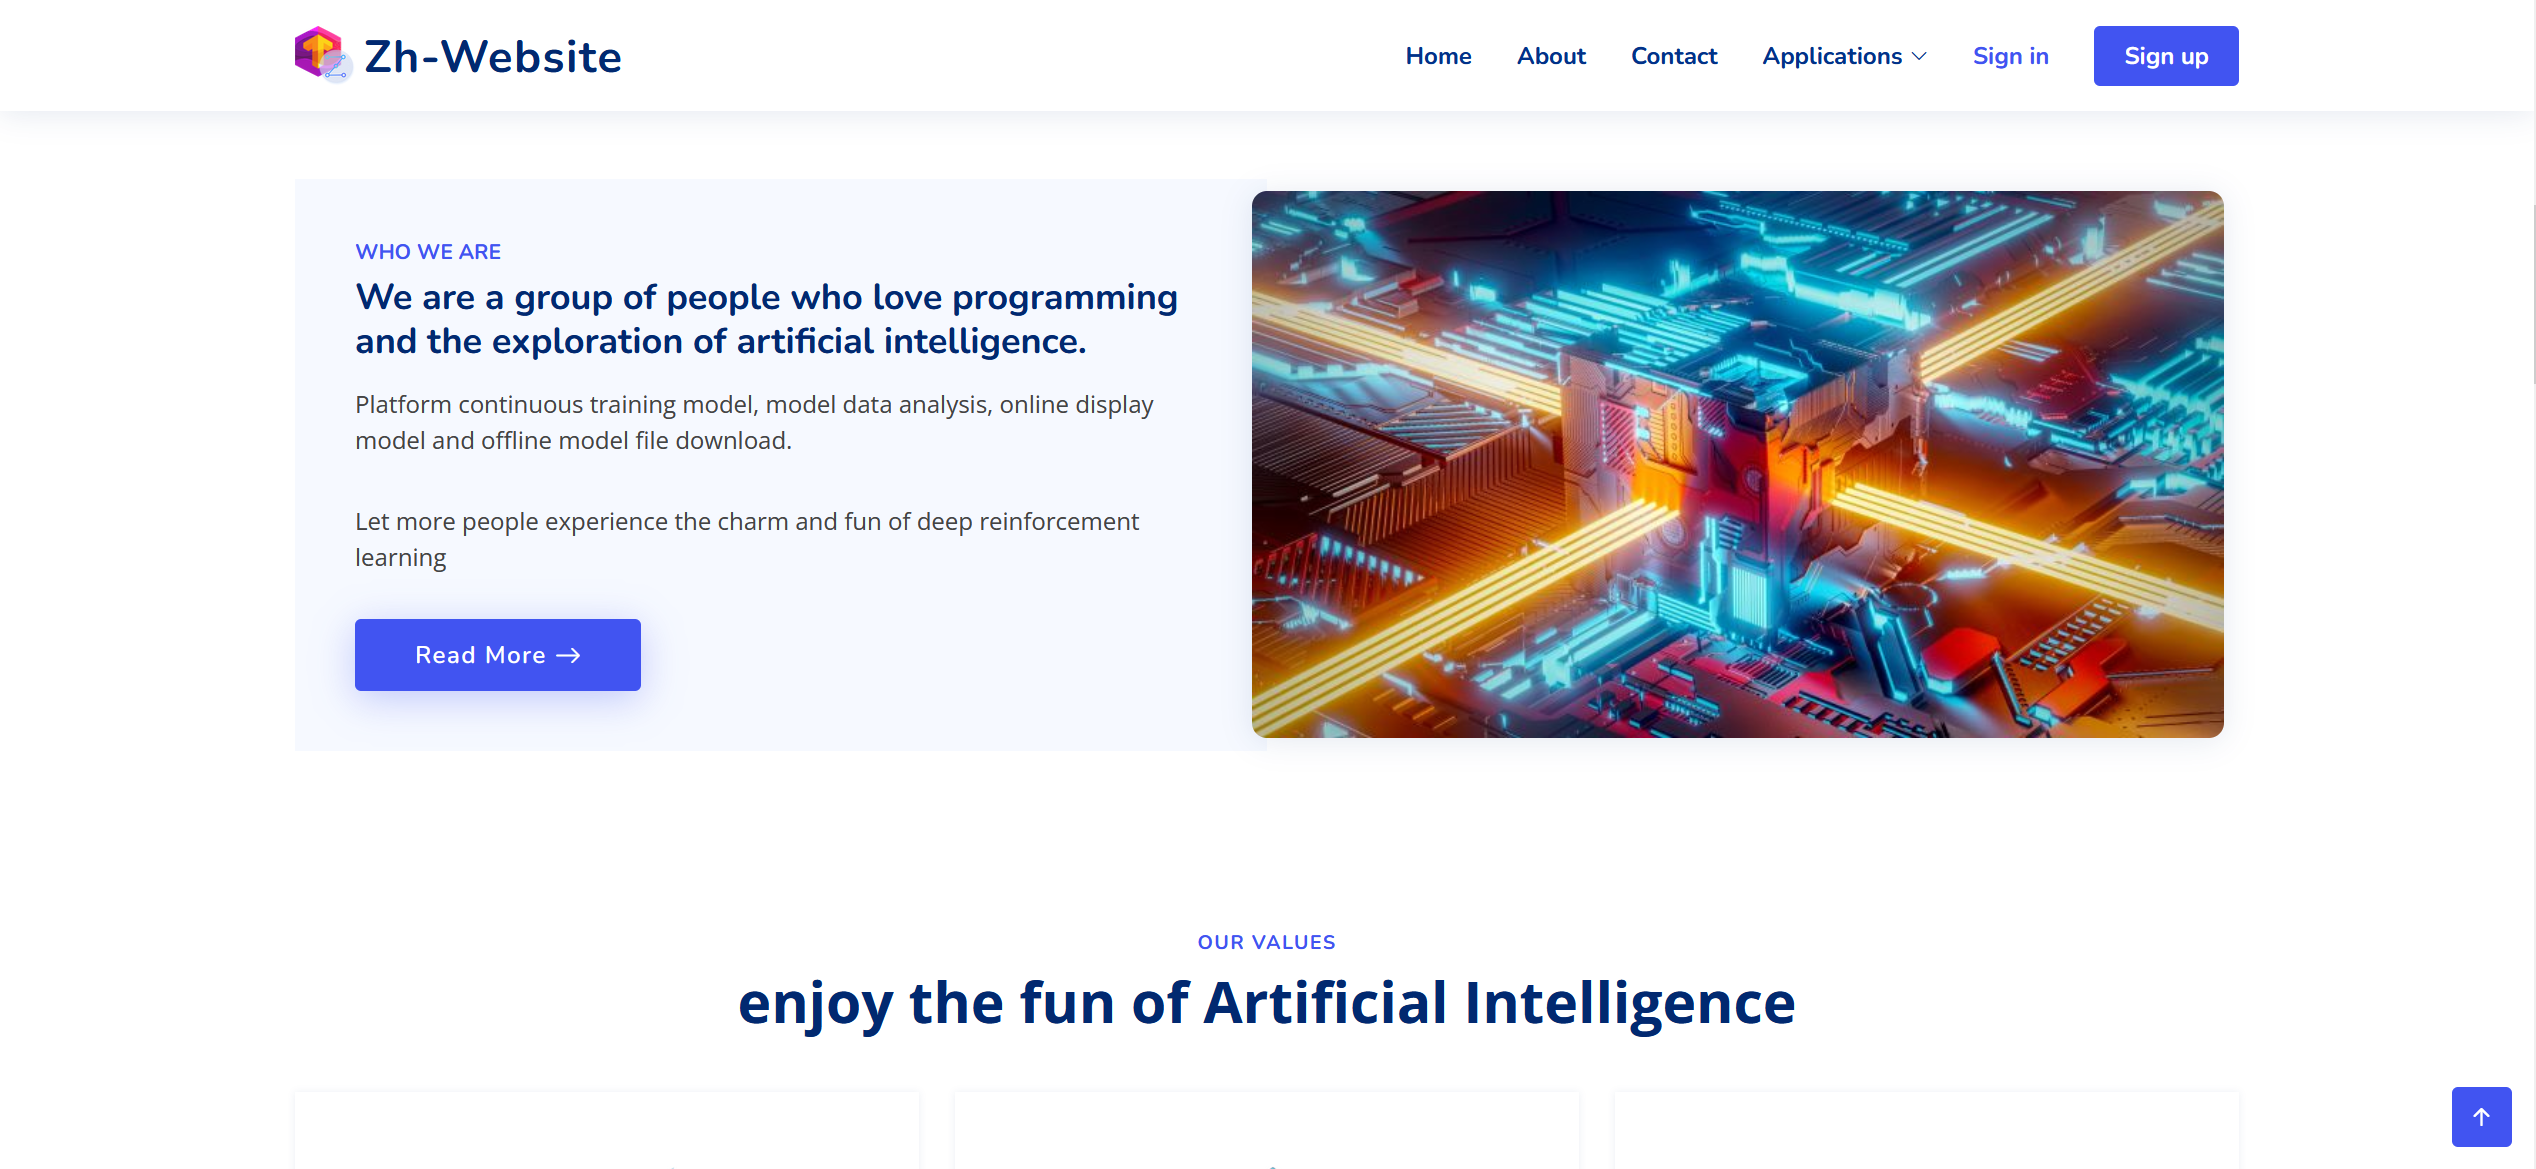 Zh-Website
Home
About
Contact
Applications
Sign in
Sign up
WHO WE ARE
We are a group of people who love programming
and the exploration of artificial intelligence.
Platform continuous training model, model data analysis, online display
model and offline model file download.
Let more people experience the charm and fun of deep reinforcement
learning
Read More
OUR VALUES
enjoy the fun of Artificial Intelligence